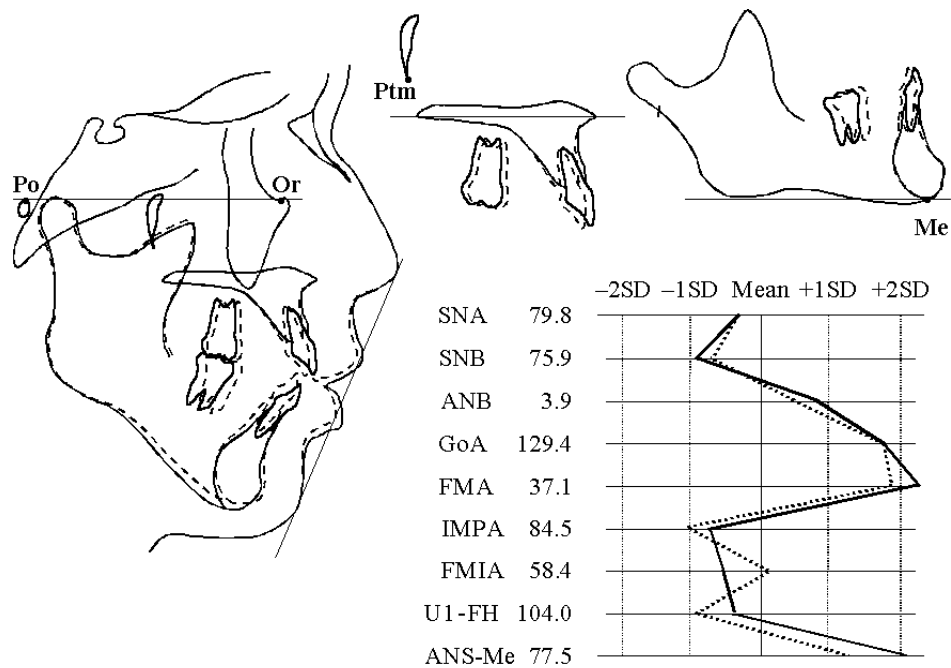 Ptm
Po
Or
Me
−2SD −1SD Mean +1SD +2SD
SNA 79.8
SNB 75.9
ANB 3.9
GoA 129.4
FMA 37.1
IMPA 84.5
FMIA 58.4
U1-FH 104.0
ANS-Me 77.5